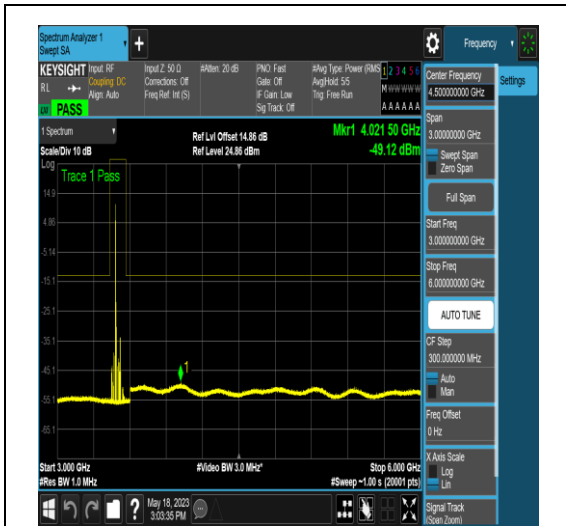 Spectrum Analyzer 1
Swept SA
+
Frequency
KEYSIGHT
RL
PASS
Input: RF
Coupling: DC
Align: Auto
Input Z: 50 Ω
Corrections: Off
Freq Ref: Int (S)
#Atten: 20 dB
PNO: Fast
Gate: Off
IF Gain: Low
Sig Track: Off
#Avg Type: Power (RMS
Avg|Hold: 5/5
Trig: Free Run
1 2 3 4 5 6
M W W W W W
A A A A A A
Center Frequency
4.500000000 GHz
Settings
Span
3.00000000 GHz
Swept Span
Zero Span
Full Span
Start Freq
3.000000000 GHz
Stop Freq
6.000000000 GHz
AUTO TUNE
CF Step
300.000000 MHz
Auto
Man
Freq Offset
0 Hz
X Axis Scale
Log
Lin
Signal Track
(Span Zoom)
1 Spectrum
Scale/Div 10 dB
Ref Lvl Offset 14.86 dB
Ref Level 24.86 dBm
Mkr1 4.021 50 GHz
-49.12 dBm
Log
Trace 1 Pass
14.9
4.86
-5.14
-15.1
-25.1
-35.1
-45.1
-55.1
-65.1
1
Start 3.000 GHz
#Res BW 1.0 MHz
#Video BW 3.0 MHz*
Stop 6.000 GHz
#Sweep ~1.00 s (20001 pts)
?
May 18, 2023
3:03:35 PM